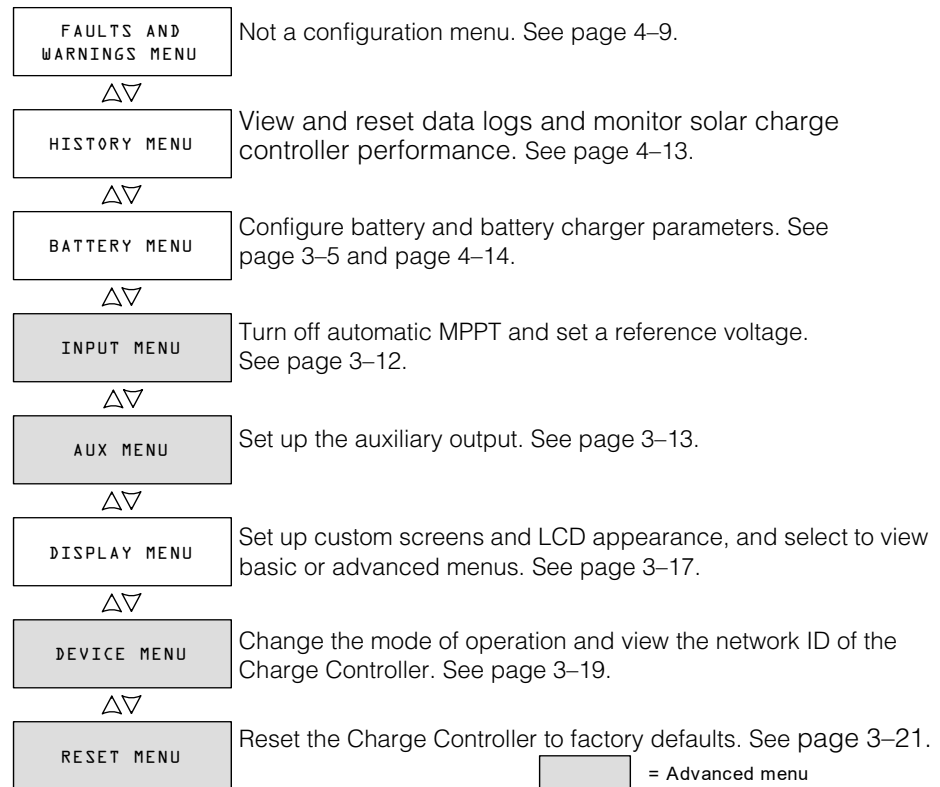 FAULTS AND
WARNINGS MENU
Not a configuration menu. See page 4–9.
HISTORY MENU
View and reset data logs and monitor solar charge
controller performance. See page 4–13.
BATTERY MENU
Configure battery and battery charger parameters. See
page 3–5 and page 4–14.
INPUT MENU
Turn off automatic MPPT and set a reference voltage.
See page 3–12.
AUX MENU
Set up the auxiliary output. See page 3–13.
DISPLAY MENU
Set up custom screens and LCD appearance, and select to view
basic or advanced menus. See page 3–17.
DEVICE MENU
Change the mode of operation and view the network ID of the
Charge Controller. See page 3–19.
RESET MENU
Reset the Charge Controller to factory defaults. See page 3–21.
= Advanced menu